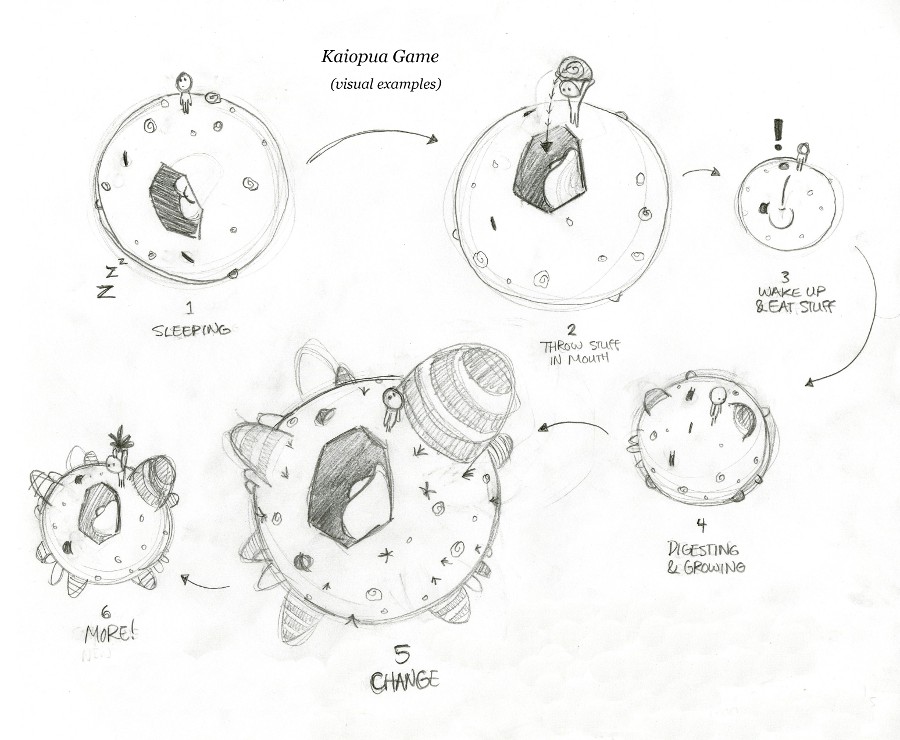 Kaiopua Game
(visual examples)
z
z
Z
1
SLEEPING
2
THROW STUFF
IN MOUTH
!
3
WAKE UP
& EAT STUFF
4
DIGESTING
& GROWING
5
CHANGE
6
MORE!